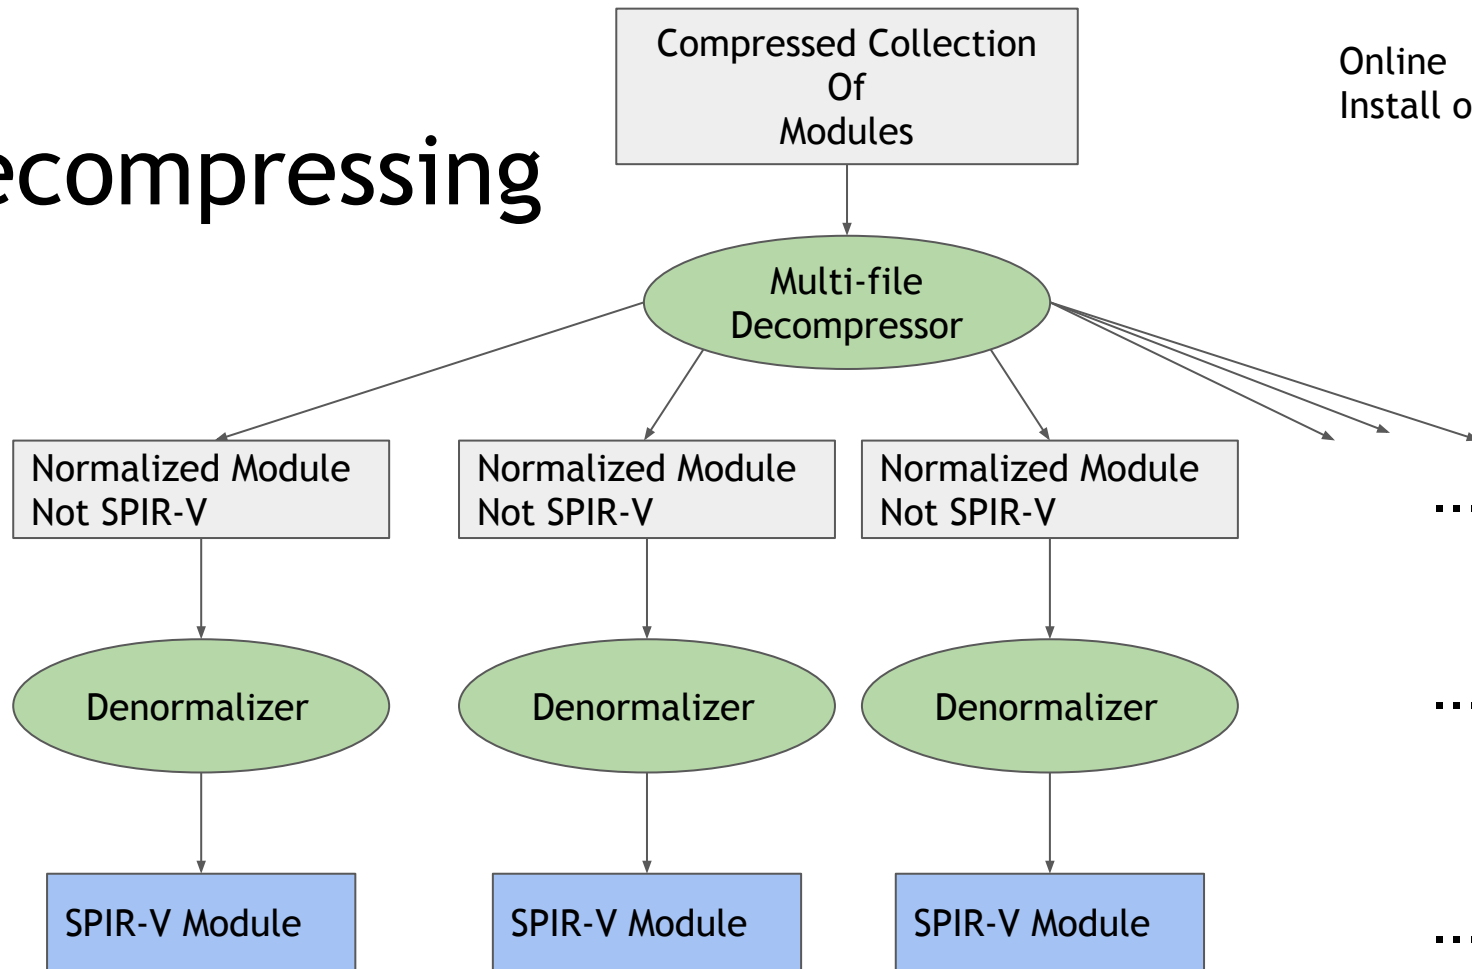 Compressed Collection
Of
Modules
Online
Install o
ecompressing
Multi-file
Decompressor
Normalized Module
Not SPIR-V
Normalized Module
Not SPIR-V
Normalized Module
Not SPIR-V
...
Denormalizer
Denormalizer
Denormalizer
...
SPIR-V Module
SPIR-V Module
SPIR-V Module
...